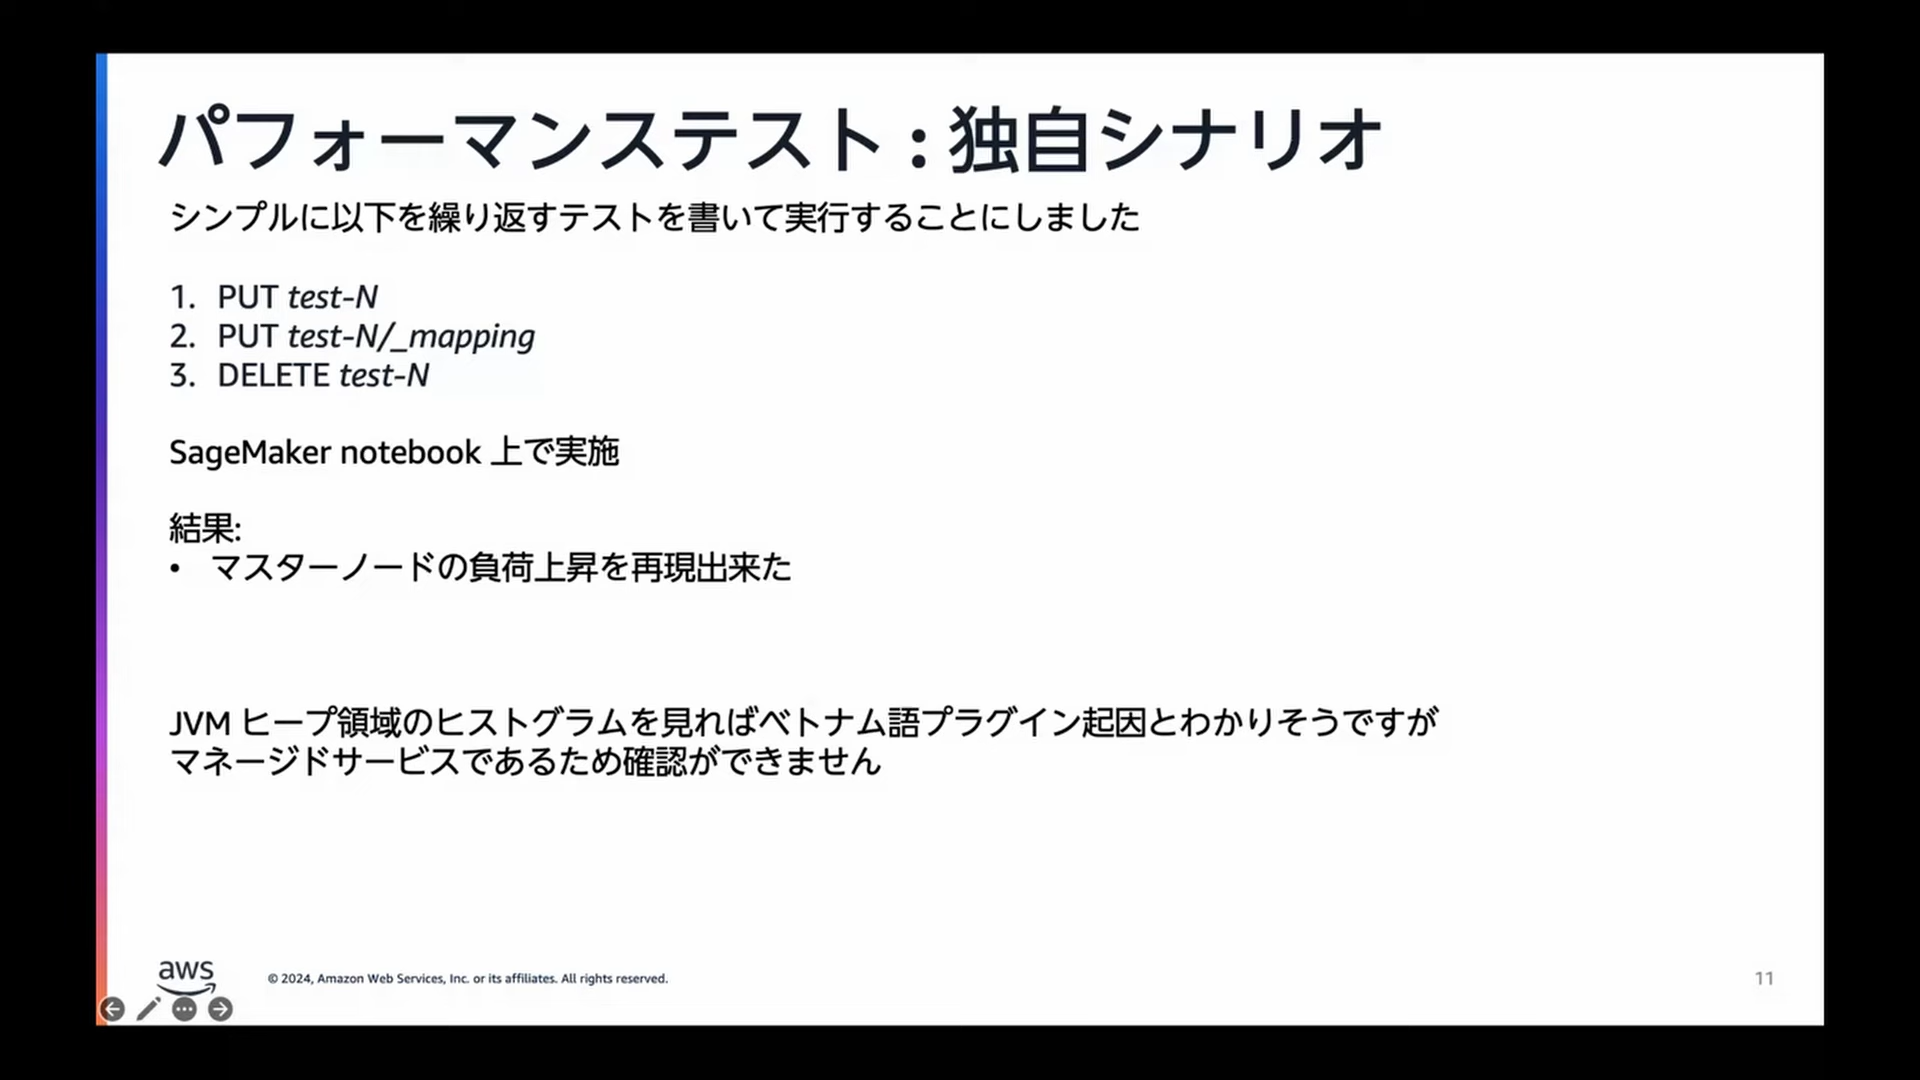 パフォーマンステスト : 独自シナリオ
シンプルに以下を繰り返すテストを書いて実行することにしました
1. PUT test-N
2. PUT test-N/_mapping
3. DELETE test-N
SageMaker notebook 上で実施
結果:
• マスターノードの負荷上昇を再現出来た
JVM ヒープ領域のヒストグラムを見ればベトナム語プラグイン起因とわかりそうですが
マネージドサービスであるため確認ができません
aws
© 2024, Amazon Web Services, Inc. or its affiliates. All rights reserved.
11